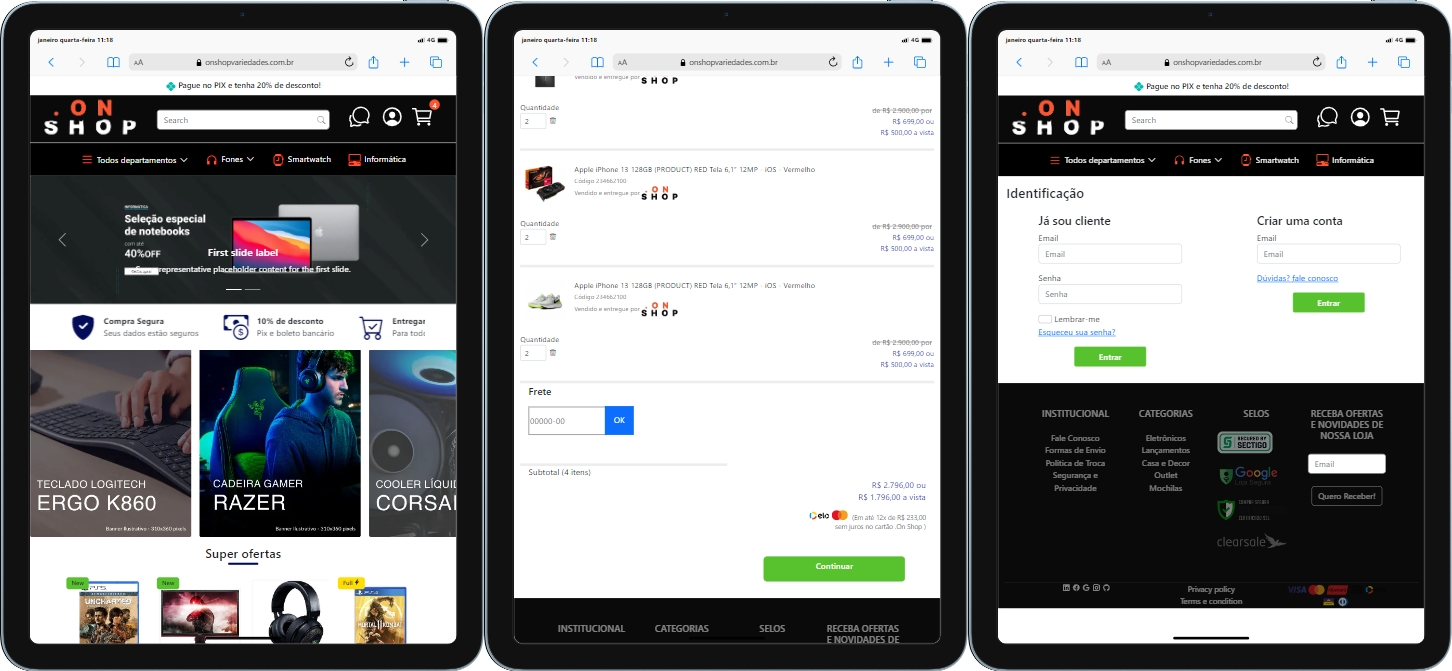 janeiro quarta-feira 11:18
4G
AA
onshopvariedades.com.br
Pague no PIX e tenha 20% de desconto!
.ON
SHOP
Search
4
Todos departamentos
Fones
Smartwatch
Informática
INFORMÁTICA
Seleção especial
de notebooks
com até
40%OFF
First slide label
representative placeholder content for the first slide.
Compra Segura
Seus dados estão seguros
10% de desconto
Pix e boleto bancário
Entregar
Para tod
TECLADO LOGITECH
ERGO K860
Banner Ilustrativo - 310x360 pixels
CADEIRA GAMER
RAZER
Banner Ilustrativo - 310x360 pixels
COOLER LÍQUID
CORSAI
Super ofertas
New
New
Full
PS5
UNCHARTED
PS4
MORTAL KOMBAT
janeiro quarta-feira 11:18
4G
AA
onshopvariedades.com.br
Vendido e entregue por
SHOP
Quantidade
2
de R$ 2.900,00 por
R$ 699,00 ou
R$ 500,00 a vista
Apple iPhone 13 128GB (PRODUCT) RED Tela 6,1” 12MP - iOS - Vermelho
Código 234662100
Vendido e entregue por
.ON
SHOP
Quantidade
2
de R$ 2.900,00 por
R$ 699,00 ou
R$ 500,00 a vista
Apple iPhone 13 128GB (PRODUCT) RED Tela 6,1” 12MP - iOS - Vermelho
Código 234662100
Vendido e entregue por
.ON
SHOP
Quantidade
2
de R$ 2.900,00 por
R$ 699,00 ou
R$ 500,00 a vista
Frete
00000-00
OK
Subtotal (4 itens)
R$ 2.796,00 ou
R$ 1.796,00 a vista
elo
(Em até 12x de R$ 233,00
sem juros no cartão .On Shop )
Continuar
INSTITUCIONAL
CATEGORIAS
SELOS
RECEBA OFERTAS
E NOVIDADES DE
janeiro quarta-feira 11:18
4G
AA
onshopvariedades.com.br
Pague no PIX e tenha 20% de desconto!
.ON
SHOP
Search
Todos departamentos
Fones
Smartwatch
Informática
Identificação
Já sou cliente
Email
Email
Senha
Senha
Lembrar-me
Esqueceu sua senha?
Entrar
Criar uma conta
Email
Email
Dúvidas? fale conosco
Entrar
INSTITUCIONAL
Fale Conosco
Formas de Envio
Política de Troca
Segurança e
Privacidade
CATEGORIAS
Eletrônicos
Lançamentos
Casa e Decor
Outlet
Mochilas
SELOS
SECURED BY
SECTIGO
Google
clearsale
RECEBA OFERTAS
E NOVIDADES DE
NOSSA LOJA
Email
Quero Receber!
Privacy policy
Terms e condition
VISA